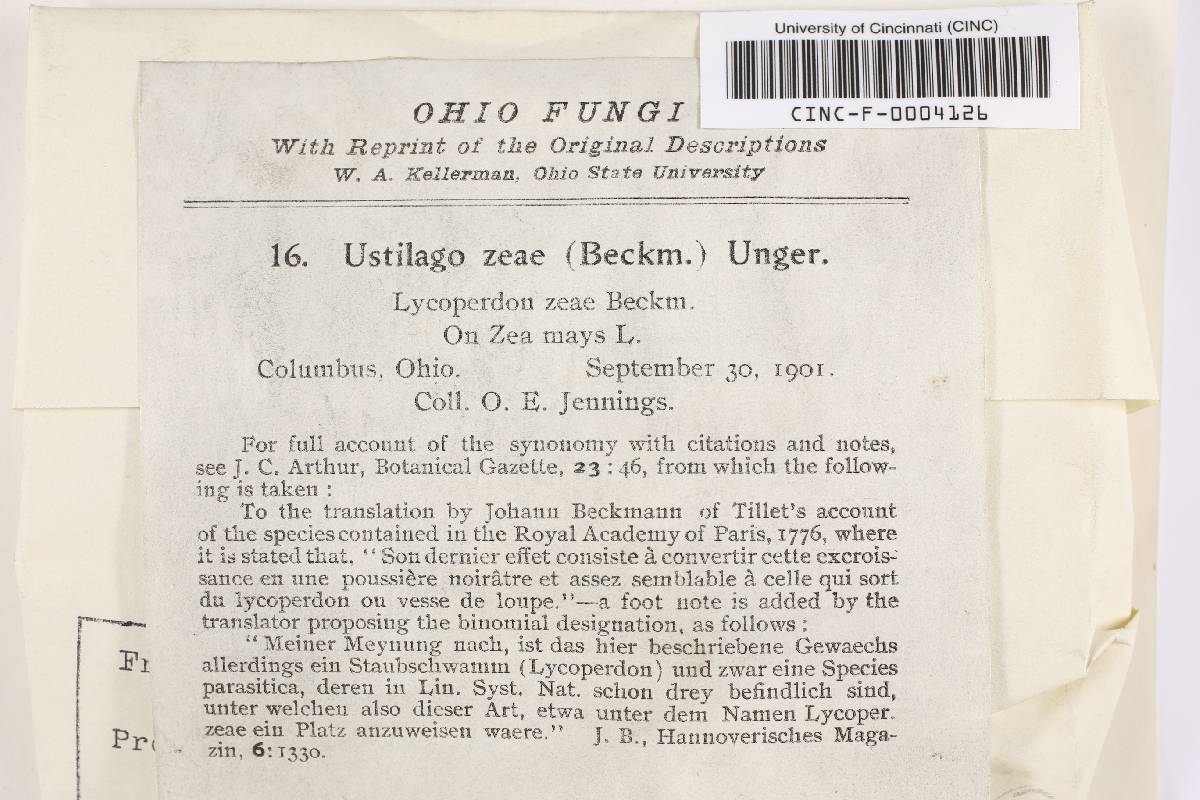 University of Cincinnati (CINC)
CINC-F-0004126
OHIO FUNGI
With Reprint of the Original Descriptions
W. A. Kellerman, Ohio State University
16. Ustilago zeae (Beckm.) Unger.
Lycoperdon zeae Beckm.
On Zea mays L.
Columbus, Ohio. September 30, 1901.
Coll. O. E. Jennings.
For full account of the synonomy with citations and notes,
see J. C. Arthur, Botanical Gazette, 23:46, from which the follow-
ing is taken :
To the translation by Johann Beckmann of Tillet's account
of the species contained in the Royal Academy of Paris, 1776, where
it is stated that, "Son dernier effet consiste à convertir cette excrois-
sance en une poussière noirâtre et assez semblable à celle qui sort
du lycoperdon ou vesse de loupe."—a foot note is added by the
translator proposing the binomial designation, as follows :
"Meiner Meynung nach, ist das hier beschriebene Gewaechs
allerdings ein Staubschwamm (Lycoperdon) und zwar eine Species
parasitica, deren in Lin. Syst. Nat. schon drey befindlich sind,
unter welchen also dieser Art, etwa unter dem Namen Lycoper.
zeae ein Platz anzuweisen waere." J. B., Hannoverisches Maga-
zin, 6:1330.